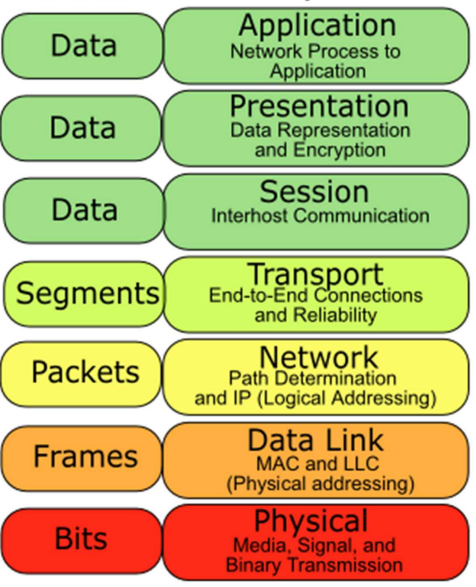 Data
Application
Network Process to
Application
Data
Presentation
Data Representation
and Encryption
Data
Session
Interhost Communication
Segments
Transport
End-to-End Connections
and Reliability
Packets
Network
Path Determination
and IP (Logical Addressing)
Frames
Data Link
MAC and LLC
(Physical addressing)
Bits
Physical
Media, Signal, and
Binary Transmission